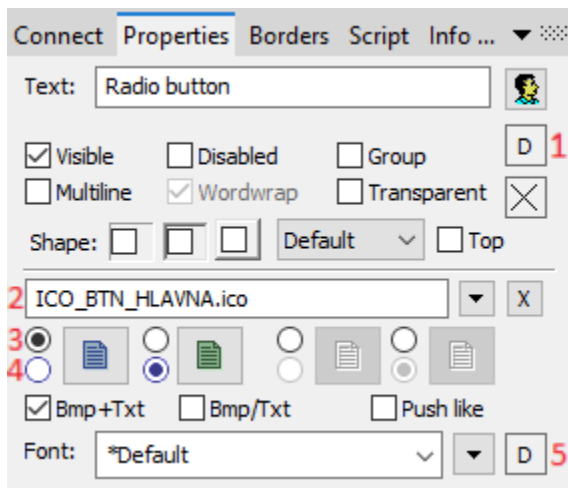 Connect Properties Borders Script Info ...
Text: Radio button
D 1
Visible Disabled Group
Multiline Wordwrap Transparent
Shape: Default Top
2 ICO_BTN_HLAVNA.ico X
3
4
Bmp+Txt Bmp/Txt Push like
Font: *Default D 5